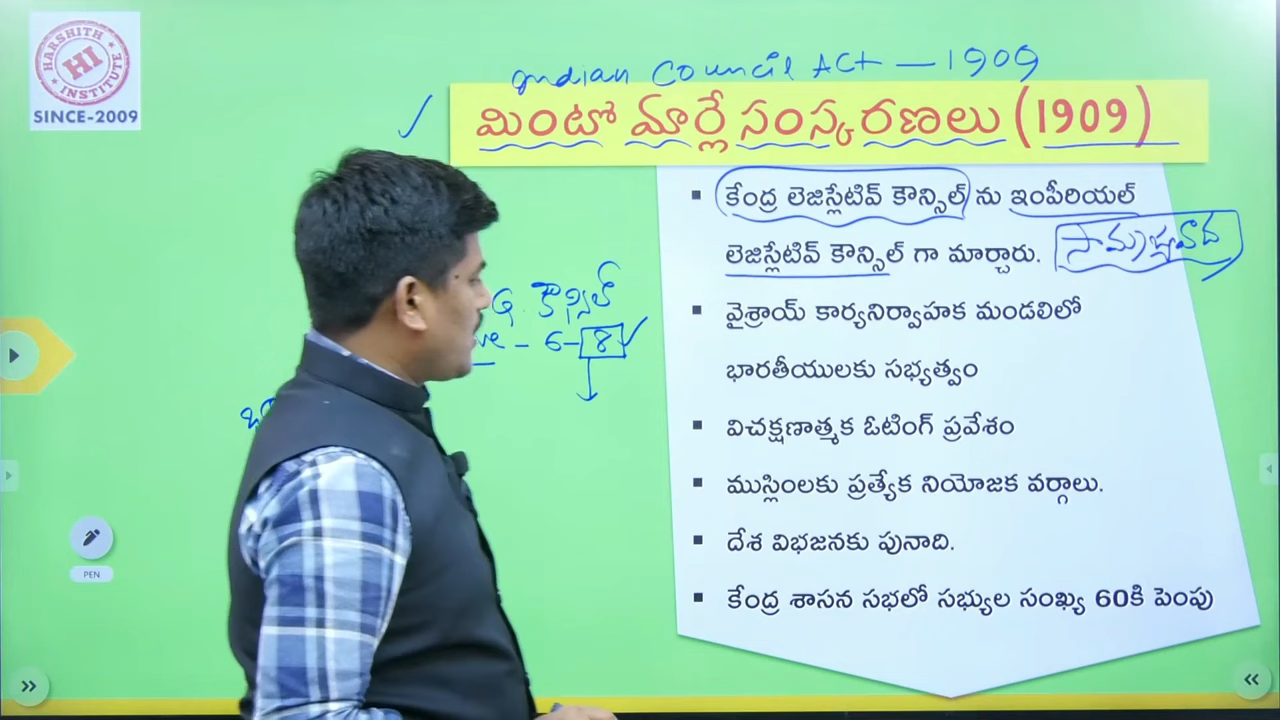 HARSHITH
HI
INSTITUTE
SINCE-2009
Indian Council Act - 1909
మింటో మార్లే సంస్కరణలు (1909)
▪ కేంద్ర లెజిస్లేటివ్ కౌన్సిల్ ను ఇంపీరియల్
లెజిస్లేటివ్ కౌన్సిల్ గా మార్చారు.
సామ్రాజ్యవాద
▪ వైశ్రాయ్ కార్యనిర్వాహక మండలిలో
భారతీయులకు సభ్యత్వం
▪ విచక్షణాత్మక ఓటింగ్ ప్రవేశం
▪ ముస్లింలకు ప్రత్యేక నియోజక వర్గాలు.
▪ దేశ విభజనకు పునాది.
▪ కేంద్ర శాసన సభలో సభ్యుల సంఖ్య 60కి పెంపు
కౌన్సిల్
ve - 6 - 8
PEN